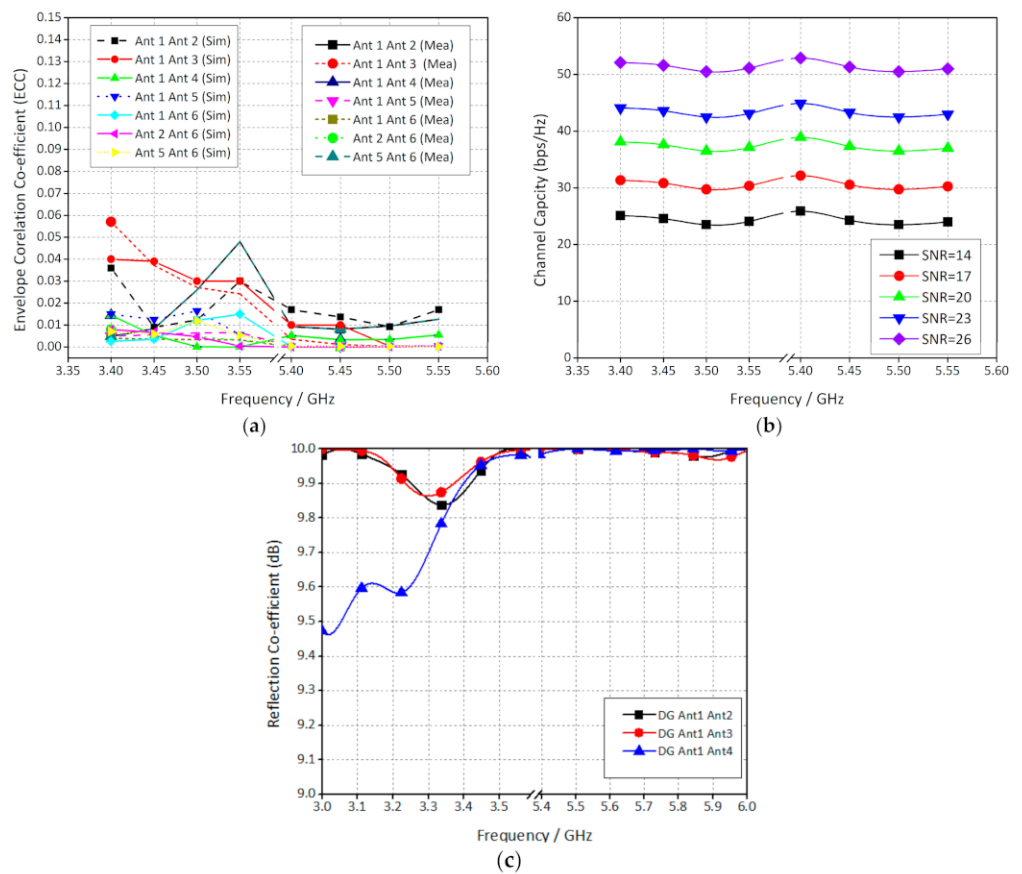 Envelope Corelation Co-efficient (ECC)
0.15
0.14
0.13
0.12
0.11
0.10
0.09
0.08
0.07
0.06
0.05
0.04
0.03
0.02
0.01
0.00
Ant 1 Ant 2 (Sim)
Ant 1 Ant 3 (Sim)
Ant 1 Ant 4 (Sim)
Ant 1 Ant 5 (Sim)
Ant 1 Ant 6 (Sim)
Ant 2 Ant 6 (Sim)
Ant 5 Ant 6 (Sim)
Ant 1 Ant 2 (Mea)
Ant 1 Ant 3 (Mea)
Ant 1 Ant 4 (Mea)
Ant 1 Ant 5 (Mea)
Ant 1 Ant 6 (Mea)
Ant 2 Ant 6 (Mea)
Ant 5 Ant 6 (Mea)
3.35 3.40 3.45 3.50 3.55 5.40 5.45 5.50 5.55 5.60
Frequency / GHz
(a)
Channel Capcity (bps/Hz)
60
50
40
30
20
0
SNR=14
SNR=17
SNR=20
SNR=23
SNR=26
3.35 3.40 3.45 3.50 3.55 5.40 5.45 5.50 5.55 5.60
Frequency / GHz
(b)
Reflection Co-efficient (dB)
10.0
9.9
9.8
9.7
9.6
9.5
9.4
9.3
9.2
9.1
9.0
DG Ant1 Ant2
DG Ant1 Ant3
DG Ant1 Ant4
3.0 3.1 3.2 3.3 3.5 5.4 5.5 5.6 5.7 5.8 5.9 6.0
Frequency / GHz
(c)